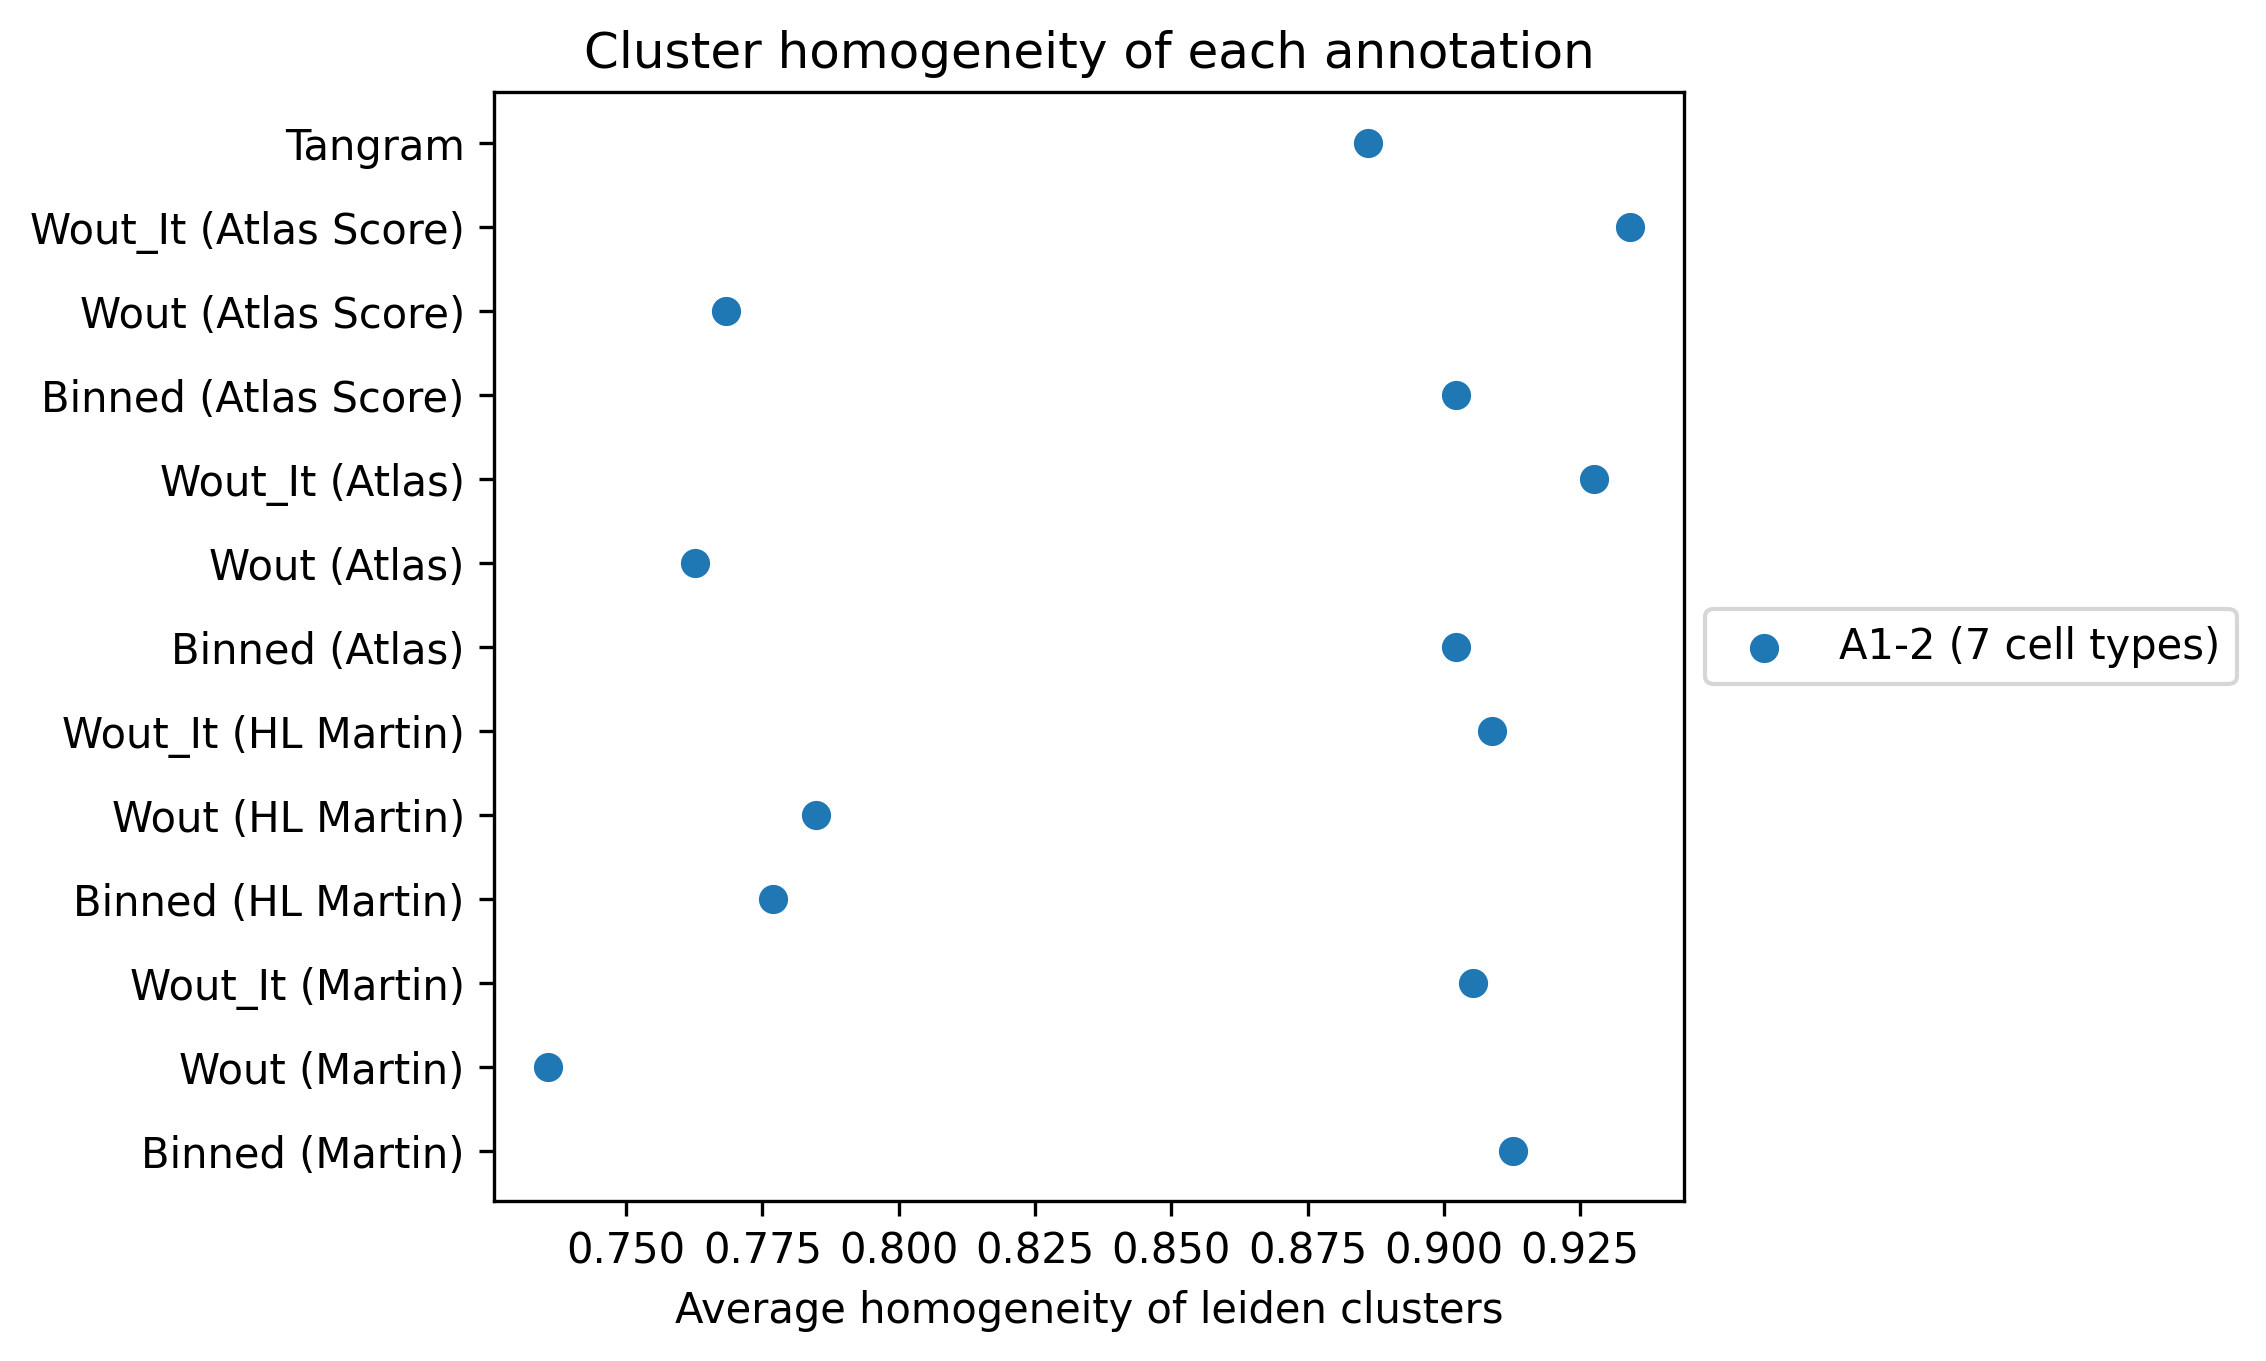 Cluster homogeneity of each annotation
Tangram
Wout_It (Atlas Score)
Wout (Atlas Score)
Binned (Atlas Score)
Wout_It (Atlas)
Wout (Atlas)
Binned (Atlas)
Wout_It (HL Martin)
Wout (HL Martin)
Binned (HL Martin)
Wout_It (Martin)
Wout (Martin)
Binned (Martin)
A1-2 (7 cell types)
0.750 0.775 0.800 0.825 0.850 0.875 0.900 0.925
Average homogeneity of leiden clusters